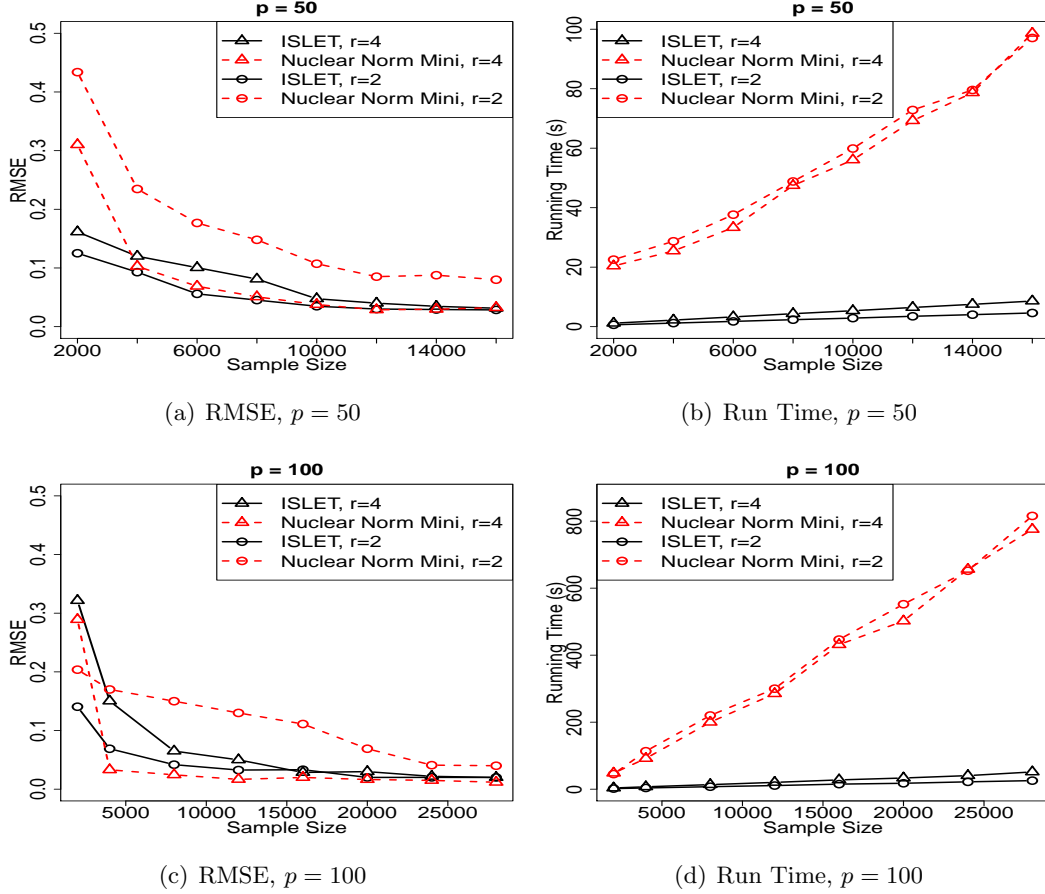 p = 50
ISLET, r=4
Nuclear Norm Mini, r=4
ISLET, r=2
Nuclear Norm Mini, r=2
RMSE
0.0 0.1 0.2 0.3 0.4 0.5
2000 6000 10000 14000
Sample Size
(a) RMSE, p = 50
p = 50
ISLET, r=4
Nuclear Norm Mini, r=4
ISLET, r=2
Nuclear Norm Mini, r=2
Running Time (s)
0 20 40 60 80 100
2000 6000 10000 14000
Sample Size
(b) Run Time, p = 50
p = 100
ISLET, r=4
Nuclear Norm Mini, r=4
ISLET, r=2
Nuclear Norm Mini, r=2
RMSE
0.0 0.1 0.2 0.3 0.4 0.5
5000 10000 15000 20000 25000
Sample Size
(c) RMSE, p = 100
p = 100
ISLET, r=4
Nuclear Norm Mini, r=4
ISLET, r=2
Nuclear Norm Mini, r=2
Running Time (s)
0 200 400 600 800
5000 10000 15000 20000 25000
Sample Size
(d) Run Time, p = 100